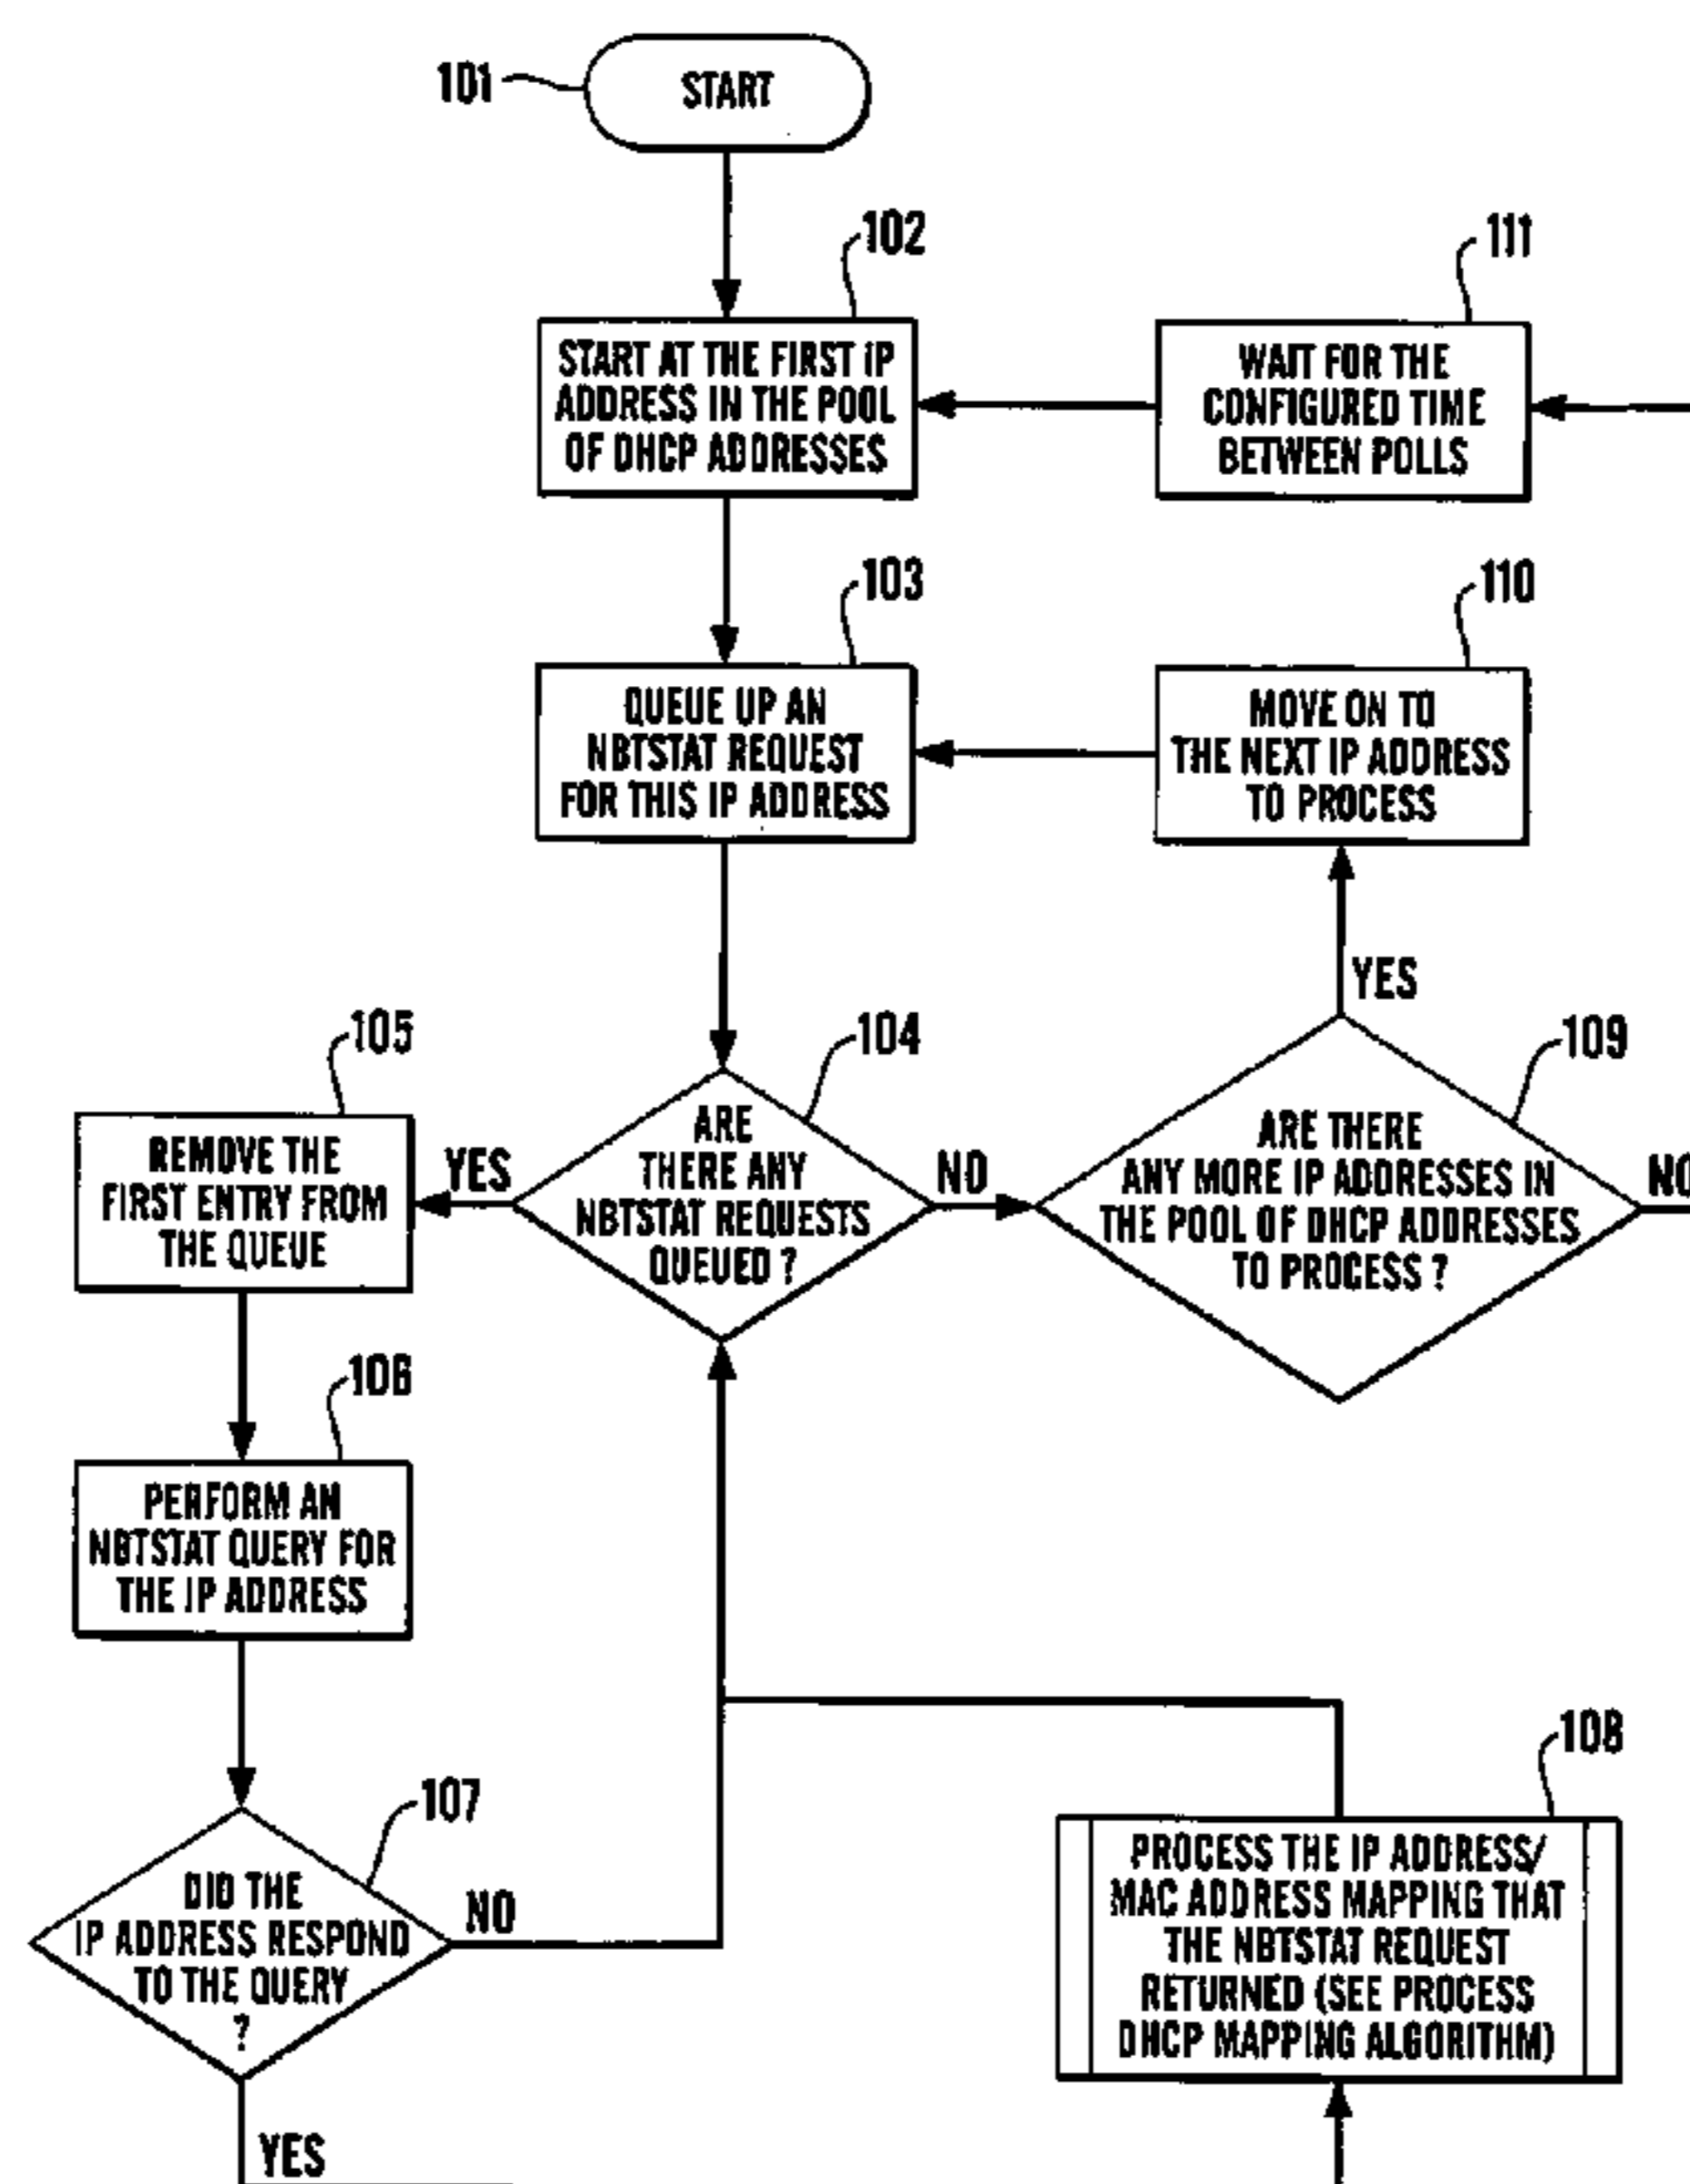 101
START
102
START AT THE FIRST IP
ADDRESS IN THE POOL
OF DHCP ADDRESSES
111
WAIT FOR THE
CONFIGURED TIME
BETWEEN POLLS
103
QUEUE UP AN
NBTSTAT REQUEST
FOR THIS IP ADDRESS
110
MOVE ON TO
THE NEXT IP ADDRESS
TO PROCESS
YES
105
REMOVE THE
FIRST ENTRY FROM
THE QUEUE
YES
104
ARE
THERE ANY
NBTSTAT REQUESTS
QUEUED ?
NO
109
ARE THERE
ANY MORE IP ADDRESSES IN
THE POOL OF DHCP ADDRESSES
TO PROCESS ?
NO
106
PERFORM AN
NBTSTAT QUERY FOR
THE IP ADDRESS
107
DID THE
IP ADDRESS RESPOND
TO THE QUERY
?
NO
YES
108
PROCESS THE IP ADDRESS/
MAC ADDRESS MAPPING THAT
THE NBTSTAT REQUEST
RETURNED (SEE PROCESS
DHCP MAPPING ALGORITHM)